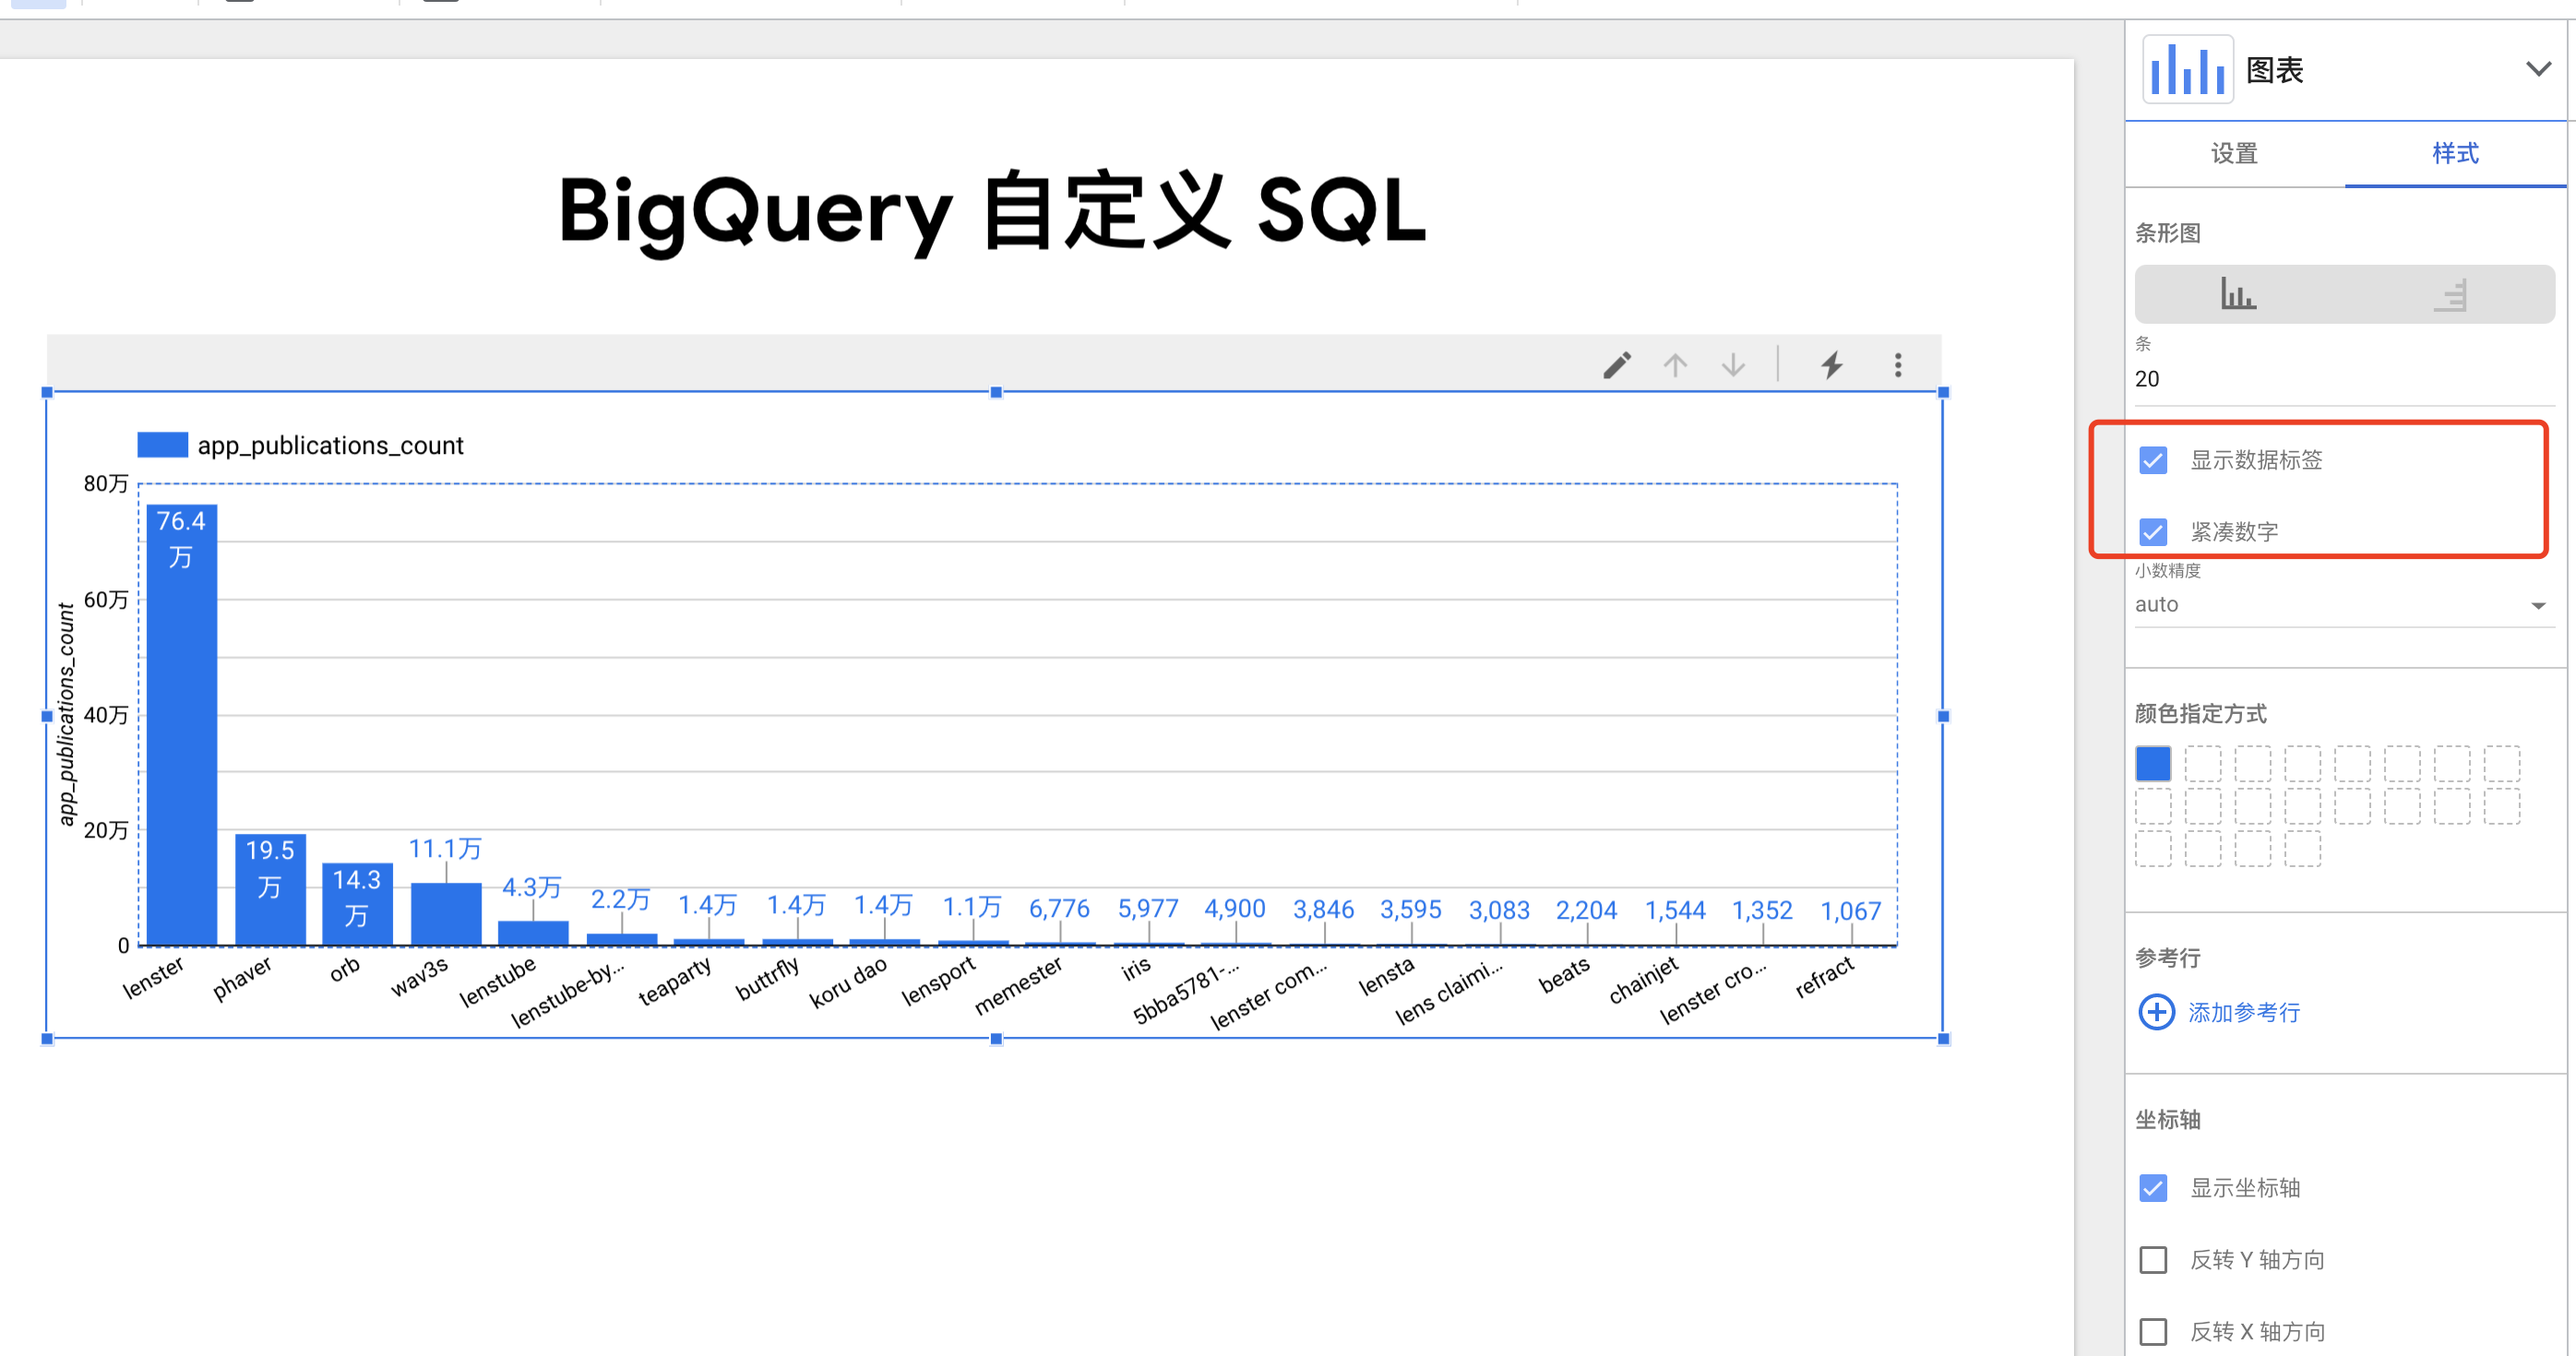 BigQuery 自定义 SQL
app_publications_count
80万
60万
40万
20万
0
app_publications_count
76.4
万
19.5
万
14.3
万
11.1万
4.3万
2.2万
1.4万
1.4万
1.4万
1.1万
6,776
5,977
4,900
3,846
3,595
3,083
2,204
1,544
1,352
1,067
lenster
phaver
orb
wav3s
lenstube
lenstube-by...
teaparty
buttrfly
koru dao
lensport
memester
iris
5bba5781-...
lenster com...
lensta
lens claimi...
beats
chainjet
lenster cro...
refract
图表
设置
样式
条形图
条
20
显示数据标签
紧凑数字
小数精度
auto
颜色指定方式
参考行
添加参考行
坐标轴
显示坐标轴
反转 Y 轴方向
反转 X 轴方向